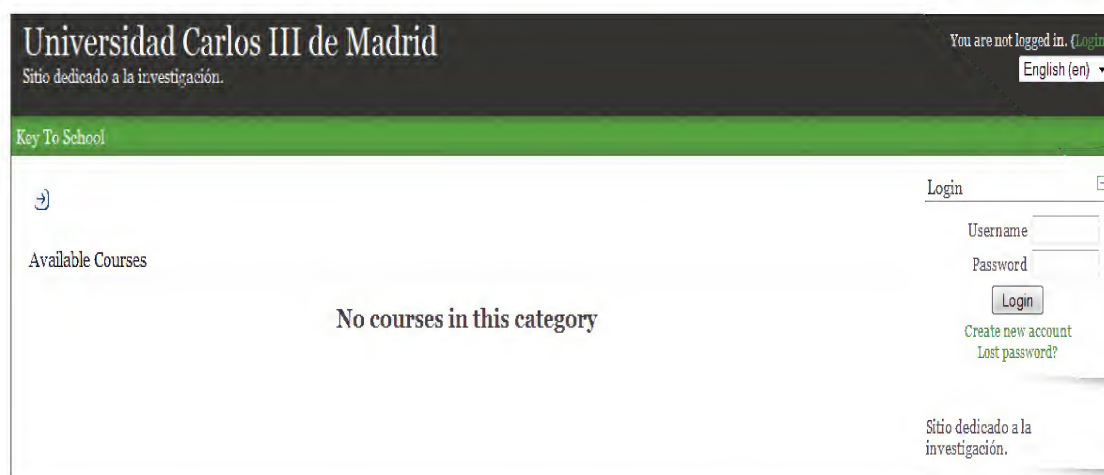 Universidad Carlos III de Madrid
Sitio dedicado a la investigación.
You are not logged in. (Login
English (en)
Key To School
Available Courses
No courses in this category
Login
Username
Password
Login
Create new account
Lost password?
Sitio dedicado a la
investigación.